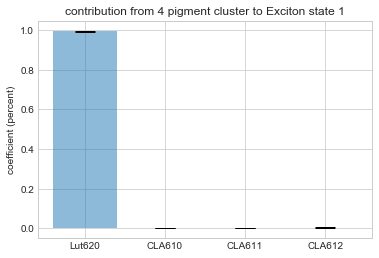 contribution from 4 pigment cluster to Exciton state 1
coefficient (percent)
1.0
0.8
0.6
0.4
0.2
0.0
Lut620 CLA610 CLA611 CLA612